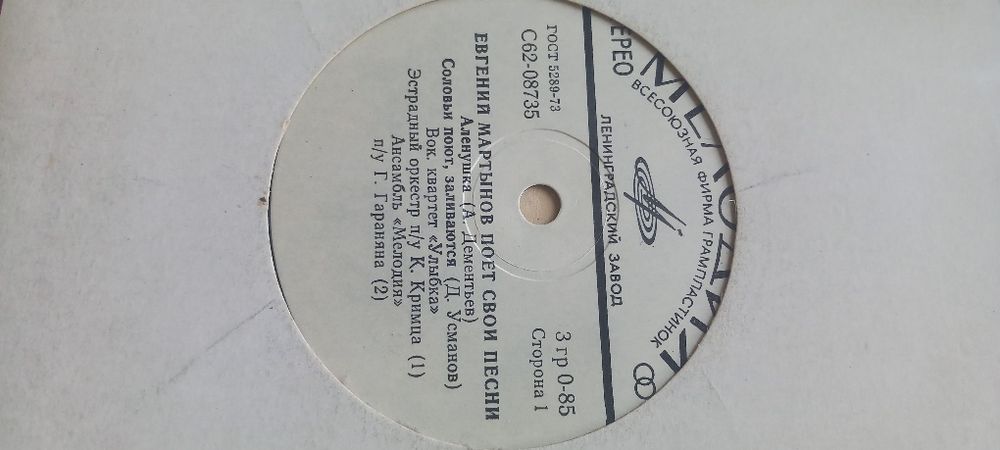 МЕЛОДИЯ
ВСЕСОЮЗНАЯ ФИРМА ГРАМПЛАСТИНОК
ЕРЕО
ЛЕНИНГРАДСКИЙ ЗАВОД
ГОСТ 5289-73
С62-08735
3 гр 0-85
Сторона 1
ЕВГЕНИЙ МАРТЫНОВ ПОЕТ СВОИ ПЕСНИ
Аленушка (А. Дементьев)
Соловьи поют, заливаются (Д. Усманов)
Вок. квартет «Улыбка»
Эстрадный оркестр п/у К. Кримца (1)
Ансамбль «Мелодия»
п/у Г. Гараняна (2)